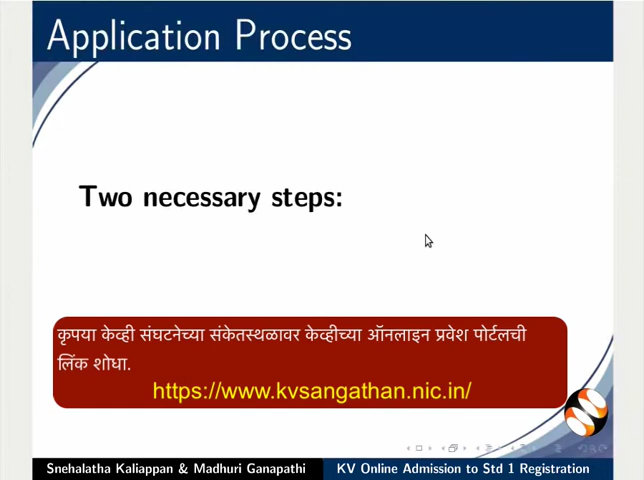 Application Process
Two necessary steps:
कृपया केव्ही संघटनेच्या संकेतस्थळावर केव्हीच्या ऑनलाइन प्रवेश पोर्टलची
लिंक शोधा.
https://www.kvsangathan.nic.in/
Snehalatha Kaliappan & Madhuri Ganapathi KV Online Admission to Std 1 Registration